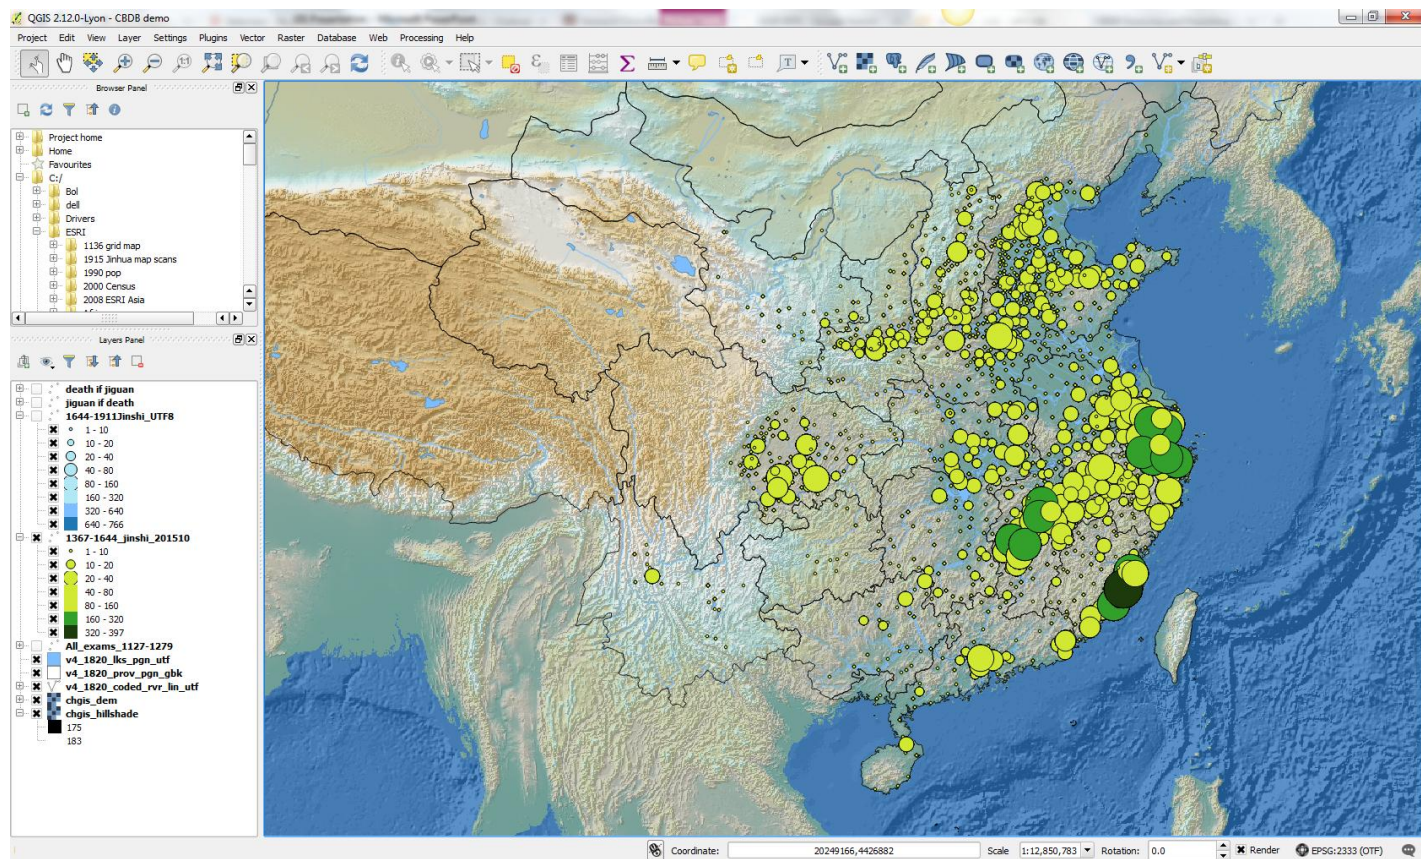 QGIS 2.12.0-Lyon - CBDB demo
Project Edit View Layer Settings Plugins Vector Raster Database Web Processing Help
Browser Panel
Project home
Home
Favourites
C:/
Bol
dell
Drivers
ESRI
1136 grid map
1915 Jinhua map scans
1990 pop
2000 Census
2008 ESRI Asia
Layers Panel
death if jiguan
jiguan if death
1644-1911Jinshi_UTF8
1 - 10
10 - 20
20 - 40
40 - 80
80 - 160
160 - 320
320 - 640
640 - 766
1367-1644_jinshi_201510
1 - 10
10 - 20
20 - 40
40 - 80
80 - 160
160 - 320
320 - 397
All_exams_1127-1279
v4_1820_lks_pgn_utf
v4_1820_prov_pgn_gbk
v4_1820_coded_rvr_lin_utf
chgis_dem
chgis_hillshade
175
183
Coordinate: 20249166,4426882 Scale 1:12,850,783 Rotation: 0.0 Render EPSG:2333 (OTF)